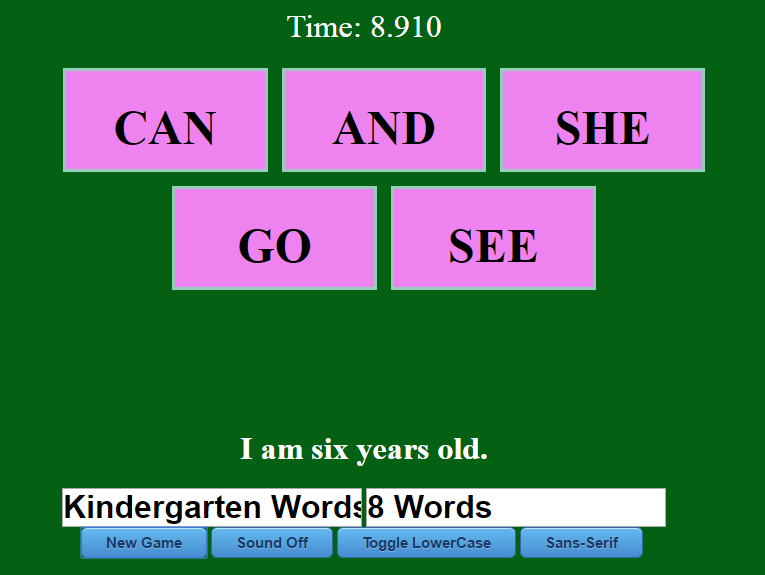 Time: 8.910
CAN AND SHE
GO SEE
I am six years old.
Kindergarten Words 8 Words
New Game Sound Off Toggle LowerCase Sans-Serif